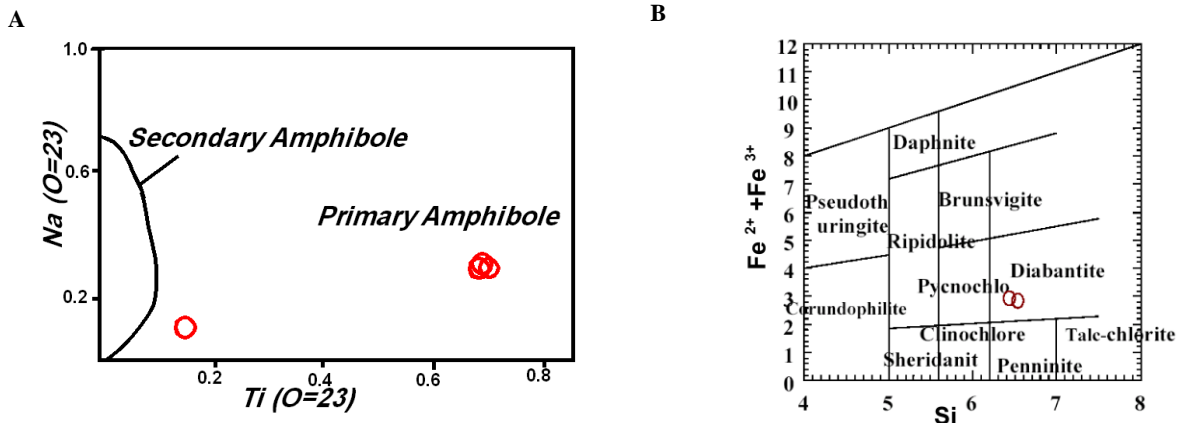 A
1.0
0.6
0.2
Na (O=23)
Secondary Amphibole
Primary Amphibole
0.2
0.4
0.6
0.8
Ti (O=23)
B
12
11
10
9
8
7
6
5
4
3
2
1
0
Fe 2+ +Fe 3+
Daphnite
Pseudoth
uringite
Brunsvigite
Ripidolite
Pycnochlo
Diabantite
Corundophilite
Clinochlore
Talc-chlorite
Sheridanit
Penninite
4
5
6
7
8
Si